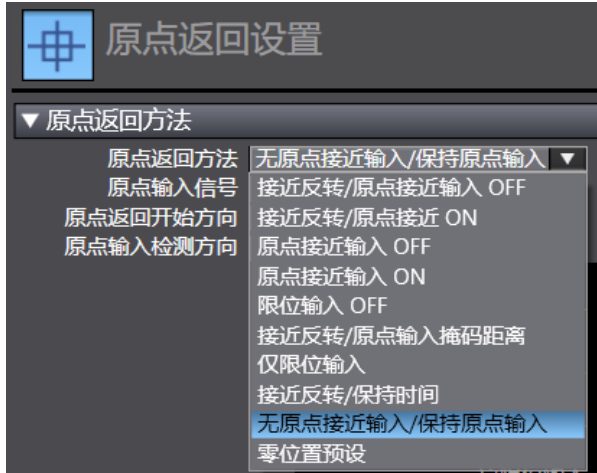 原点返回设置
▼ 原点返回方法
原点返回方法 无原点接近输入/保持原点输入 ▼
原点输入信号 接近反转/原点接近输入 OFF
原点返回开始方向 接近反转/原点接近 ON
原点输入检测方向 原点接近输入 OFF
原点接近输入 ON
限位输入 OFF
接近反转/原点输入掩码距离
仅限位输入
接近反转/保持时间
无原点接近输入/保持原点输入
零位置预设